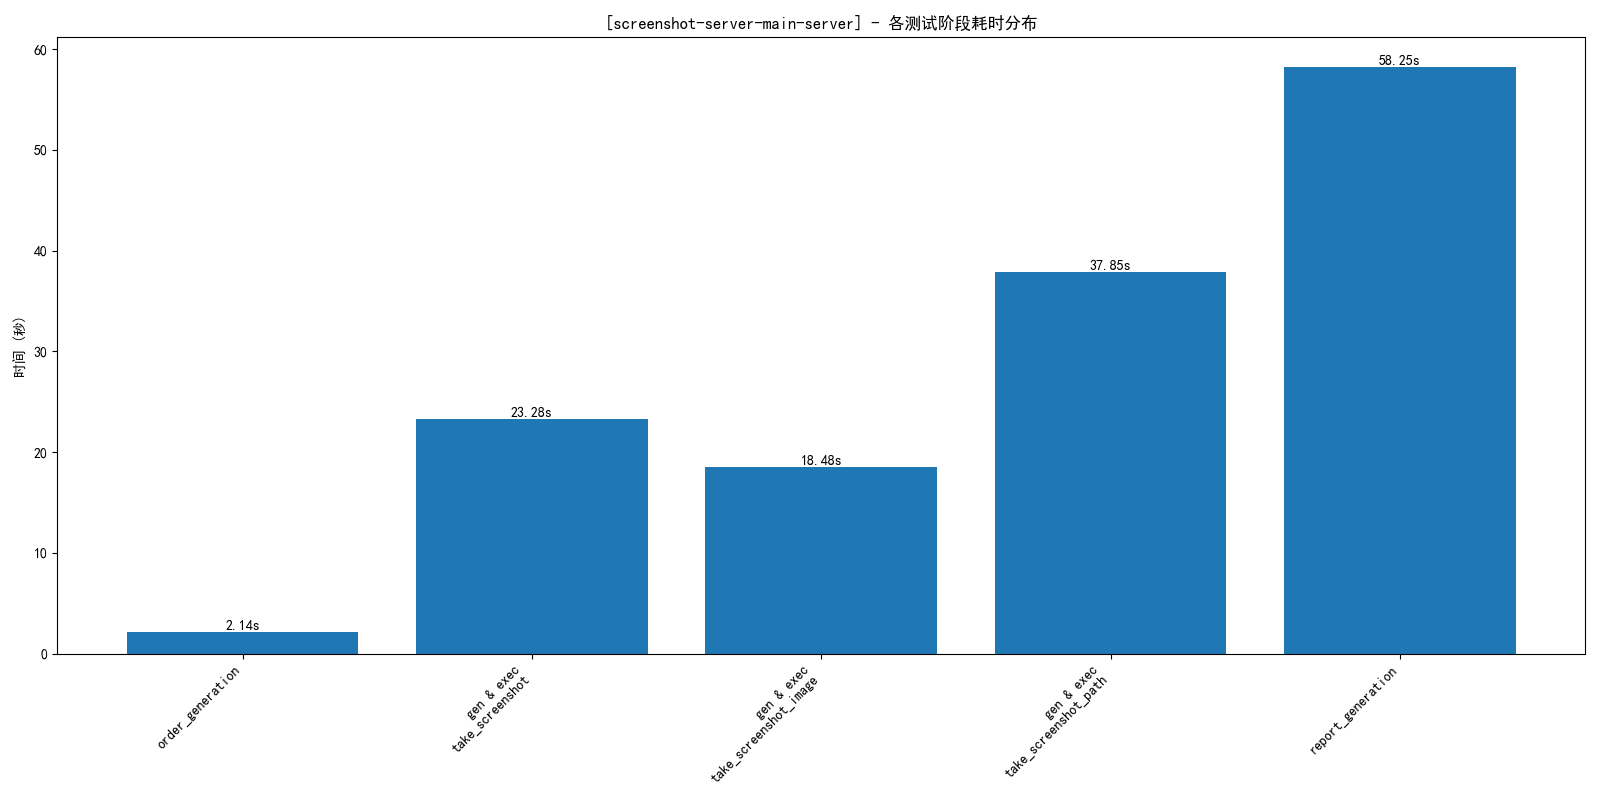 [screenshot-server-main-server] - 各测试阶段耗时分布
时间 (秒)
60
50
40
30
20
10
0
2.14s
23.28s
18.48s
37.85s
58.25s
order_generation
gen & exec
take_screenshot
gen & exec
take_screenshot_image
gen & exec
take_screenshot_path
report_generation